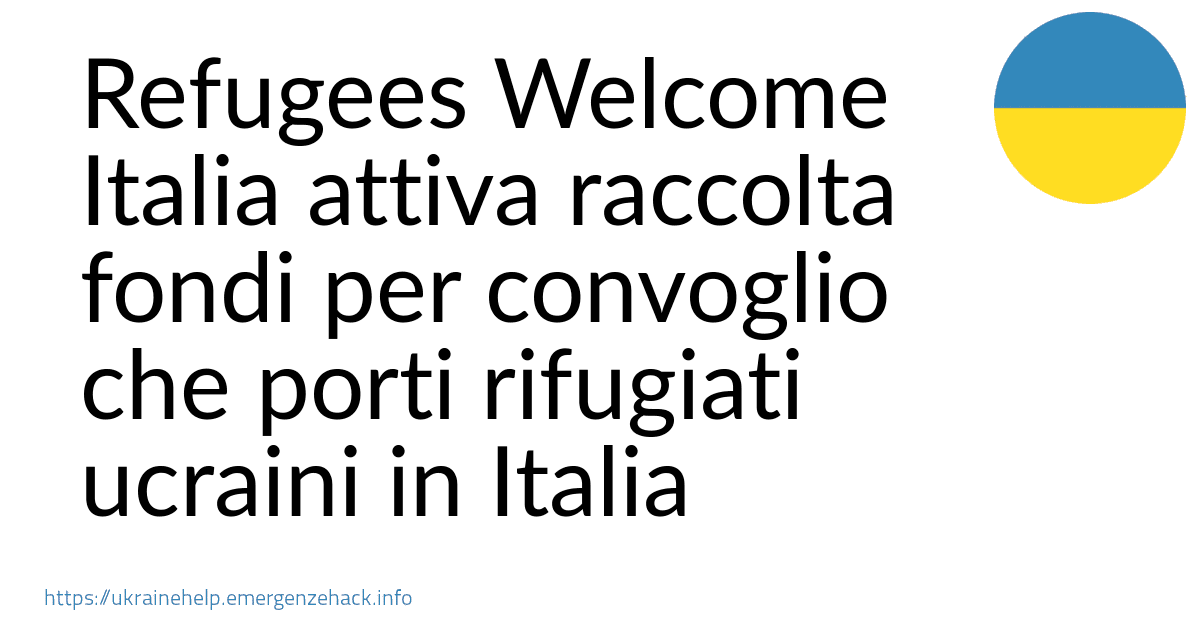 Refugees Welcome
Italia attiva raccolta
fondi per convoglio
che porti rifugiati
ucraini in Italia
https://ukrainehelp.emergenzehack.info